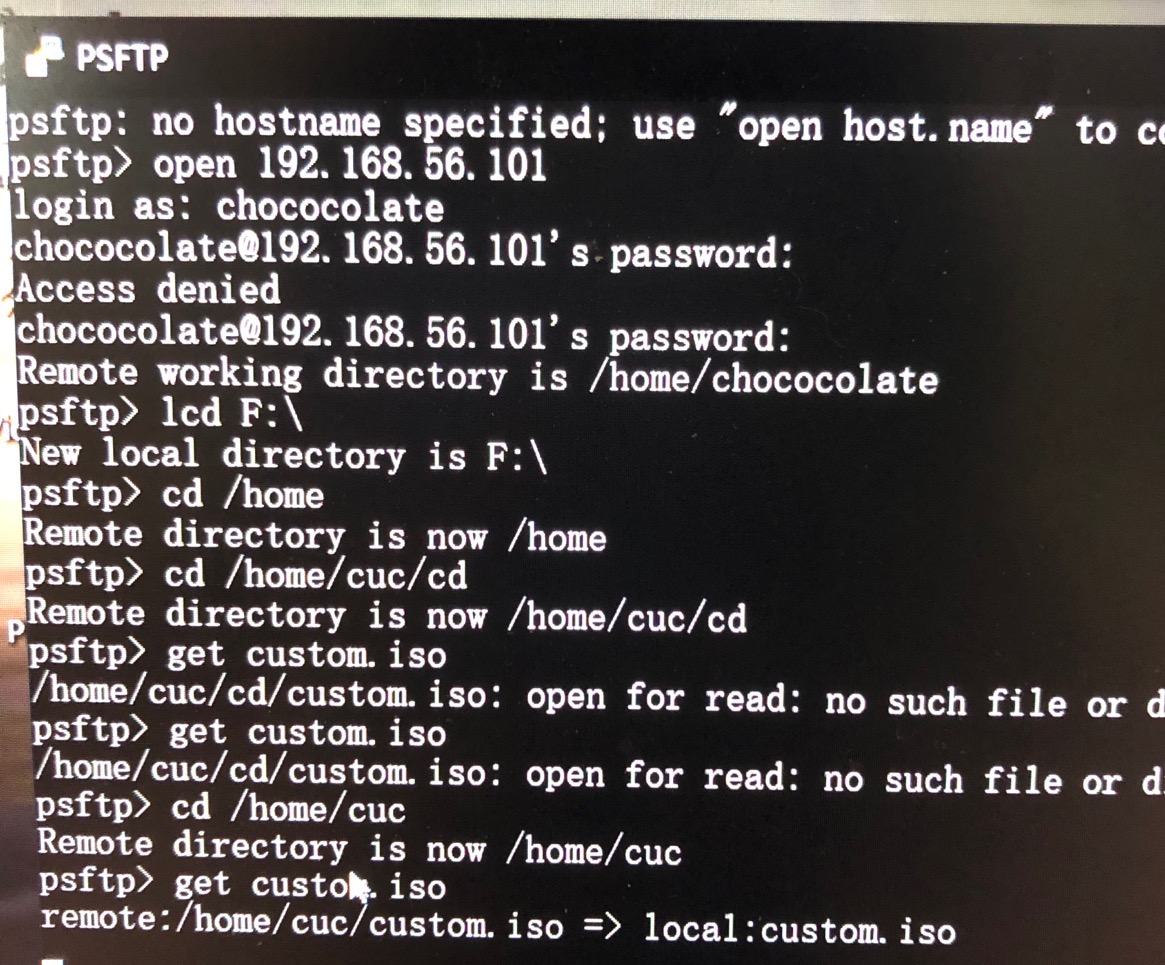 PSFTP
psftp: no hostname specified; use "open host.name" to
psftp> open 192.168.56.101
login as: chococolate
chococolate@192.168.56.101's password:
Access denied
chococolate@192.168.56.101's password:
Remote working directory is /home/chococolate
psftp> lcd F:\
New local directory is F:\
psftp> cd /home
Remote directory is now /home
psftp> cd /home/cuc/cd
Remote directory is now /home/cuc/cd
P
psftp> get custom.iso
/home/cuc/cd/custom.iso: open for read: no such file or d
psftp> get custom.iso
/home/cuc/cd/custom.iso: open for read: no such file or d
psftp> cd /home/cuc
Remote directory is now /home/cuc
psftp> get custom.iso
remote:/home/cuc/custom.iso => local:custom.iso